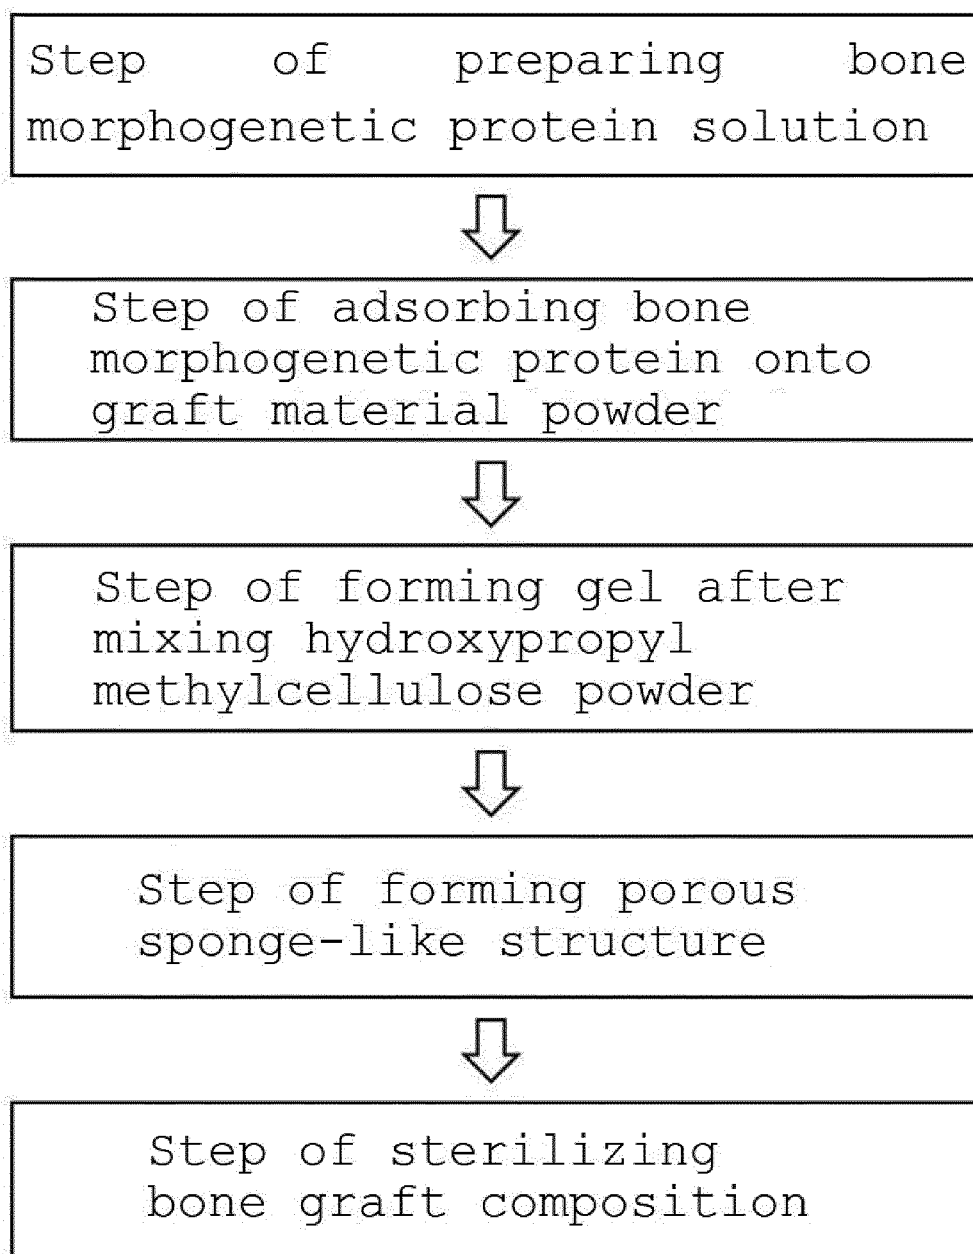 Step of preparing bone
morphogenetic protein solution
Step of adsorbing bone
morphogenetic protein onto
graft material powder
Step of forming gel after
mixing hydroxypropyl
methylcellulose powder
Step of forming porous
sponge-like structure
Step of sterilizing
bone graft composition